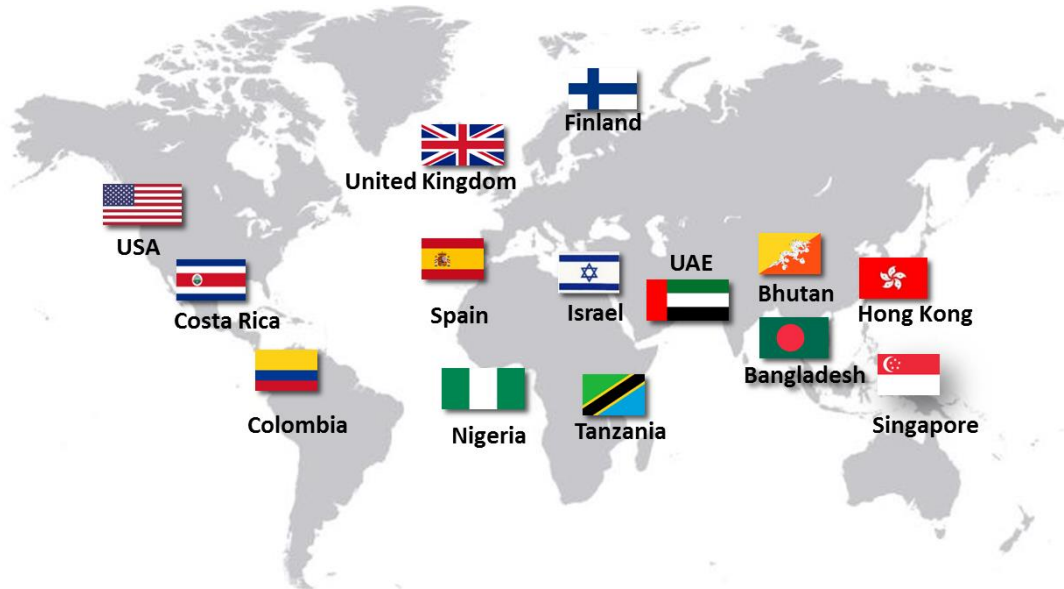 Finland
United Kingdom
USA
UAE
Bhutan
Costa Rica
Spain
Israel
Hong Kong
Bangladesh
Colombia
Nigeria
Tanzania
Singapore